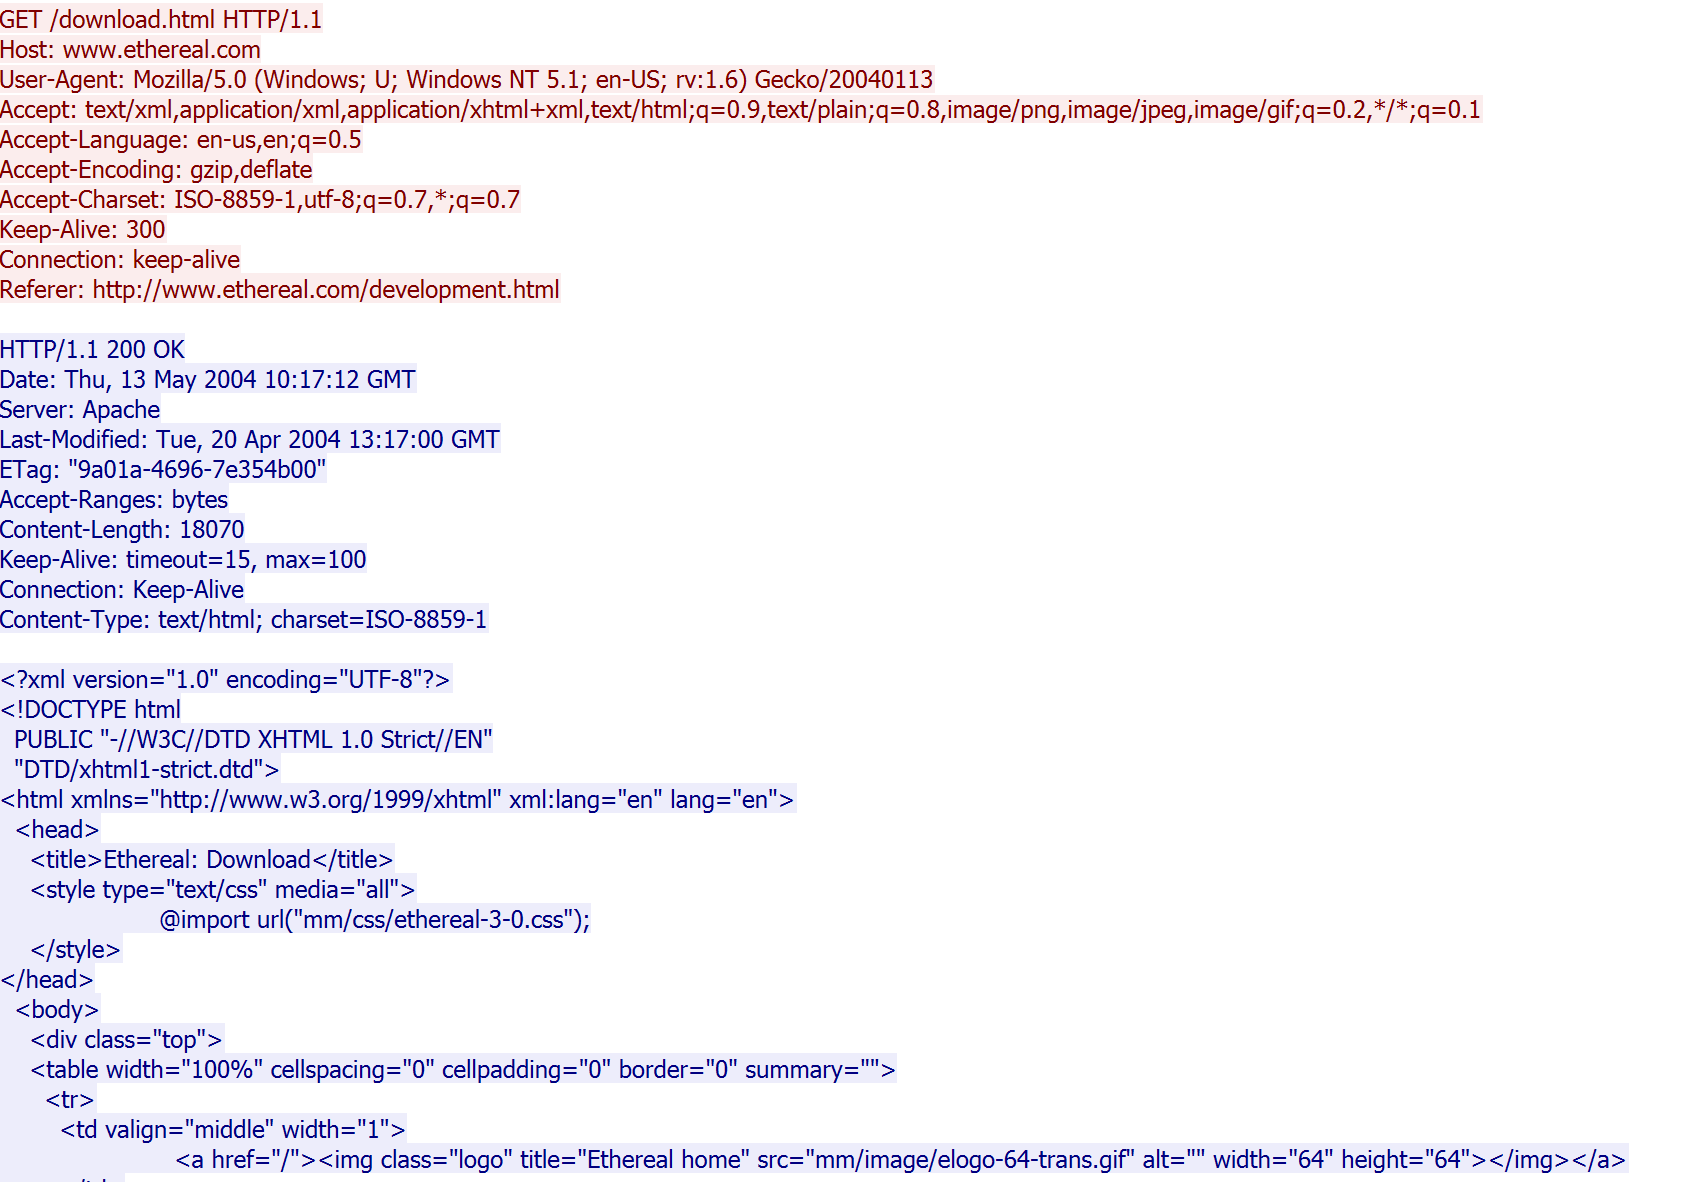 GET /download.html HTTP/1.1
Host: www.ethereal.com
User-Agent: Mozilla/5.0 (Windows; U; Windows NT 5.1; en-US; rv:1.6) Gecko/20040113
Accept: text/xml,application/xml,application/xhtml+xml,text/html;q=0.9,text/plain;q=0.8,image/png,image/jpeg,image/gif;q=0.2,*/*;q=0.1
Accept-Language: en-us,en;q=0.5
Accept-Encoding: gzip,deflate
Accept-Charset: ISO-8859-1,utf-8;q=0.7,*;q=0.7
Keep-Alive: 300
Connection: keep-alive
Referer: http://www.ethereal.com/development.html

HTTP/1.1 200 OK
Date: Thu, 13 May 2004 10:17:12 GMT
Server: Apache
Last-Modified: Tue, 20 Apr 2004 13:17:00 GMT
ETag: "9a01a-4696-7e354b00"
Accept-Ranges: bytes
Content-Length: 18070
Keep-Alive: timeout=15, max=100
Connection: Keep-Alive
Content-Type: text/html; charset=ISO-8859-1

<?xml version="1.0" encoding="UTF-8"?>
<!DOCTYPE html
  PUBLIC "-//W3C//DTD XHTML 1.0 Strict//EN"
  "DTD/xhtml1-strict.dtd">
<html xmlns="http://www.w3.org/1999/xhtml" xml:lang="en" lang="en">
  <head>
    <title>Ethereal: Download</title>
    <style type="text/css" media="all">
                    @import url("mm/css/ethereal-3-0.css");
    </style>
</head>
  <body>
    <div class="top">
    <table width="100%" cellspacing="0" cellpadding="0" border="0" summary="">
      <tr>
        <td valign="middle" width="1">
                      <a href="/"><img class="logo" title="Ethereal home" src="mm/image/elogo-64-trans.gif" alt="" width="64" height="64"></img></a>